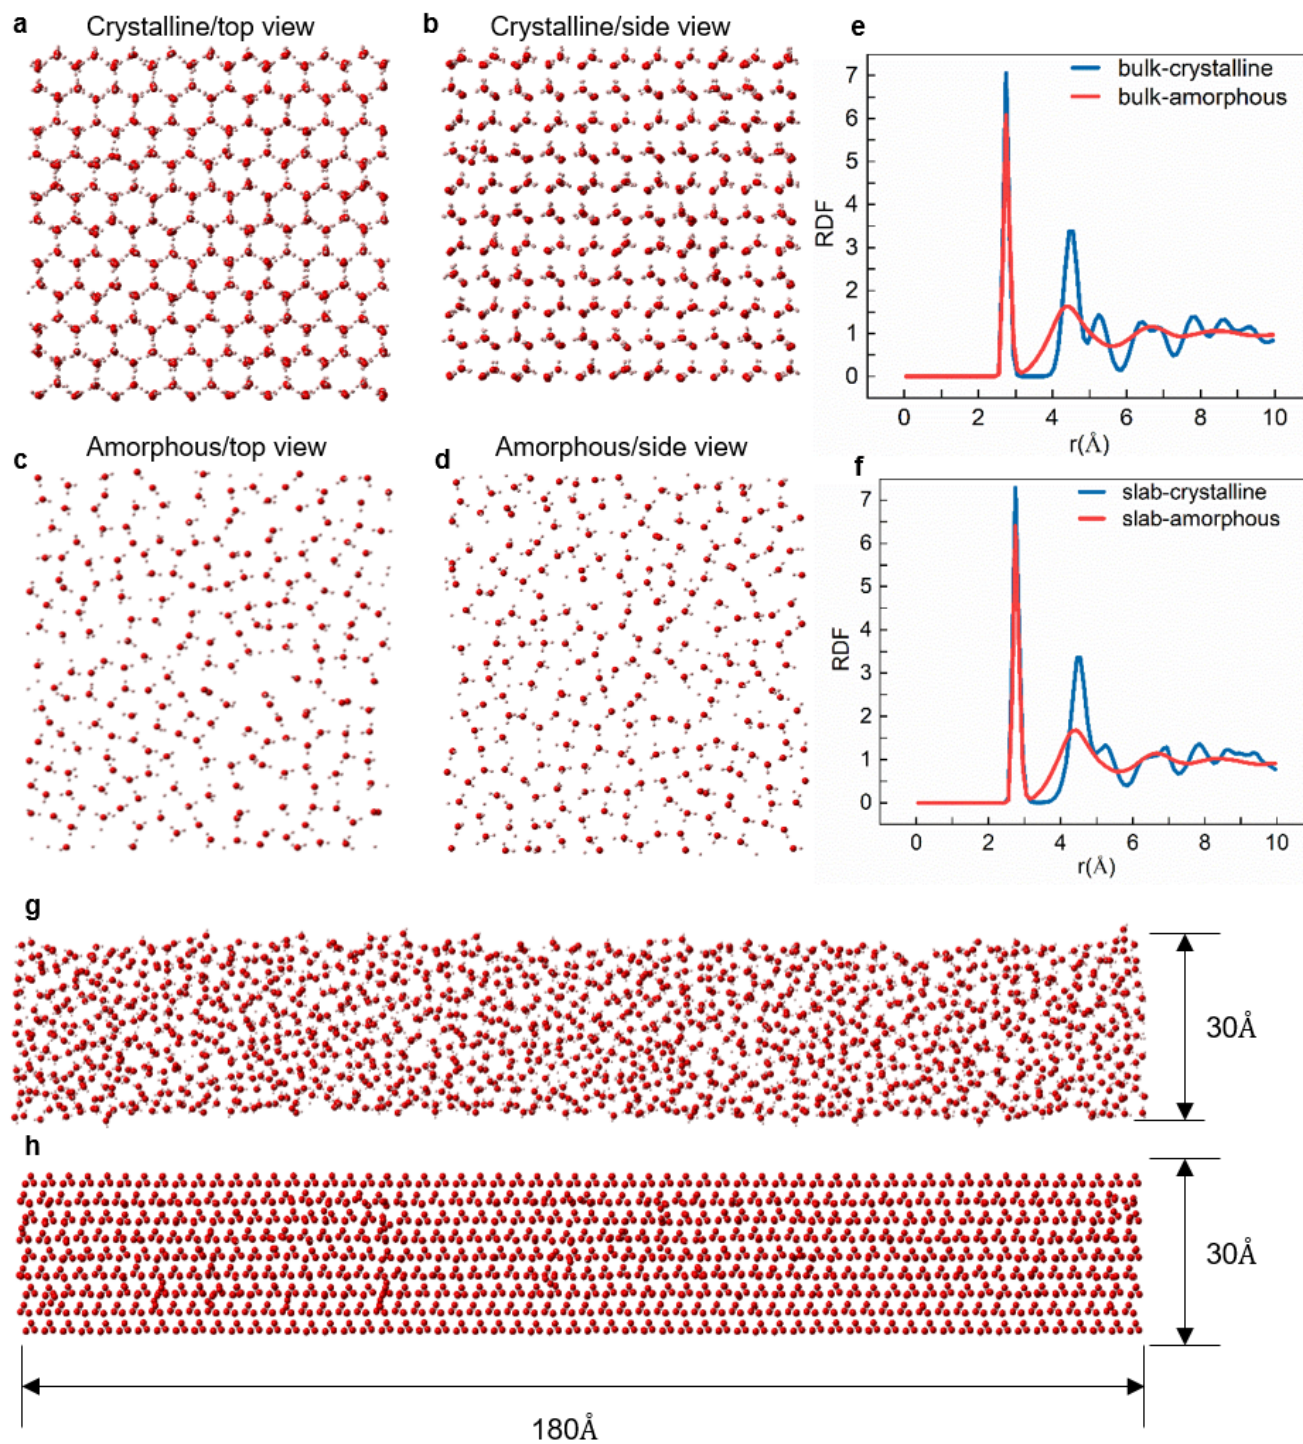 a
Crystalline/top view
b
Crystalline/side view
e
7
6
5
4
3
2
1
0
RDF
bulk-crystalline
bulk-amorphous
0 2 4 6 8 10
r(Å)
c
Amorphous/top view
d
Amorphous/side view
f
7
6
5
4
3
2
1
0
RDF
slab-crystalline
slab-amorphous
0 2 4 6 8 10
r(Å)
g
30Å
h
30Å
180Å